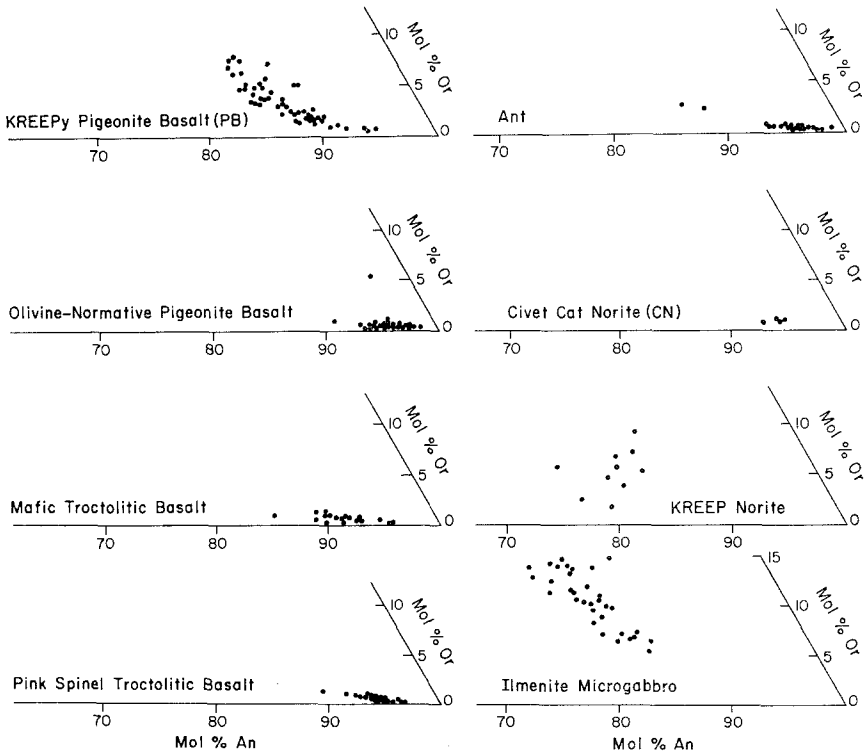 10
Mol % Or
5
0
KREEPy Pigeonite Basalt (PB)
70
80
90
10
Mol % Or
5
0
Ant
70
80
90
10
Mol % Or
5
0
Olivine-Normative Pigeonite Basalt
70
80
90
10
Mol % Or
5
0
Civet Cat Norite (CN)
70
80
90
10
Mol % Or
5
0
Mafic Troctolitic Basalt
70
80
90
10
Mol % Or
5
0
KREEP Norite
70
80
90
10
Mol % Or
5
0
Pink Spinel Troctolitic Basalt
70
80
90
Mol % An
15
10
Mol % Or
5
0
Ilmenite Microgabbro
70
80
90
Mol % An